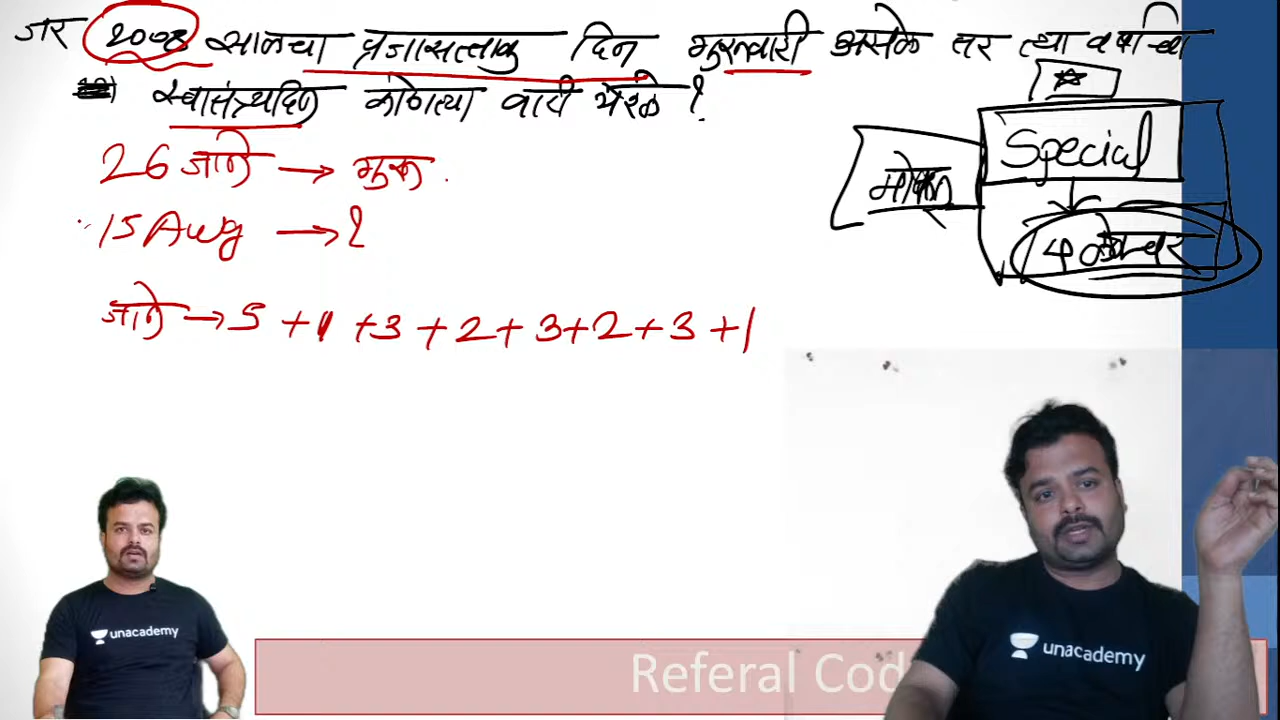 जर 2008 सालचा प्रजासत्ताक दिन गुरुवारी असेल तर त्या वर्षाच्या
स्वातंत्र्यदिन कोणत्या वारी येईल ?
26 जाने → गुरू.
15 Aug → ?
जाने → 5 + 1 + 3 + 2 + 3 + 2 + 3 + 1
Special
unacademy
unacademy
Referal Cod